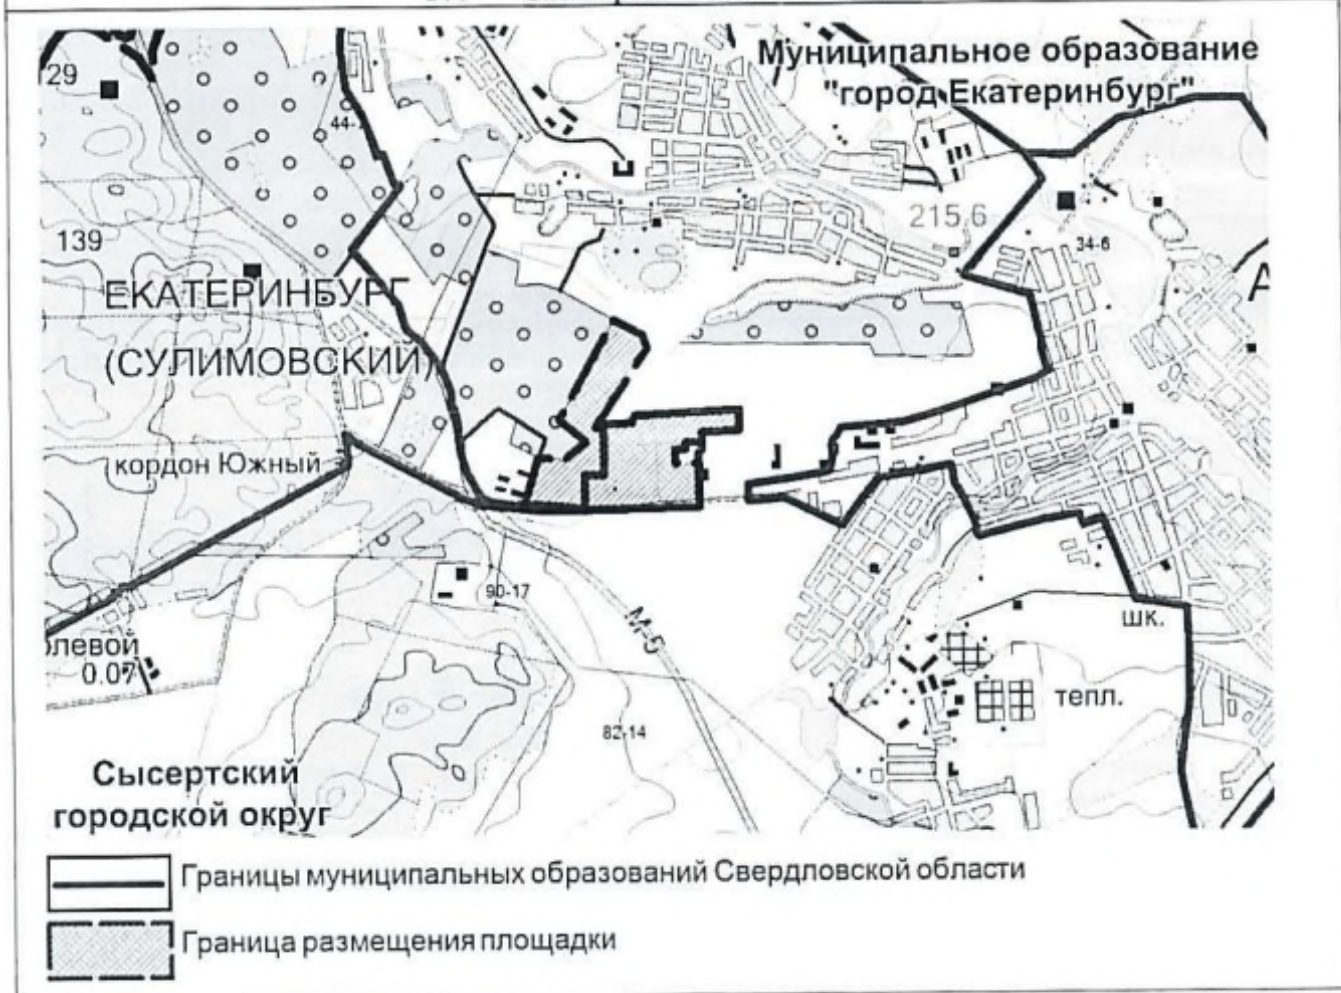 Муниципальное образование
"город Екатеринбург"
29
44-
139
215,6
34-6
А
ЕКАТЕРИНБУРГ
(СУЛИМОВСКИЙ)
кордон Южный
90-17
М-5
шк.
олевой
0.07
тепл.
82-14
Сысертский
городской округ
Границы муниципальных образований Свердловской области
Граница размещения площадки